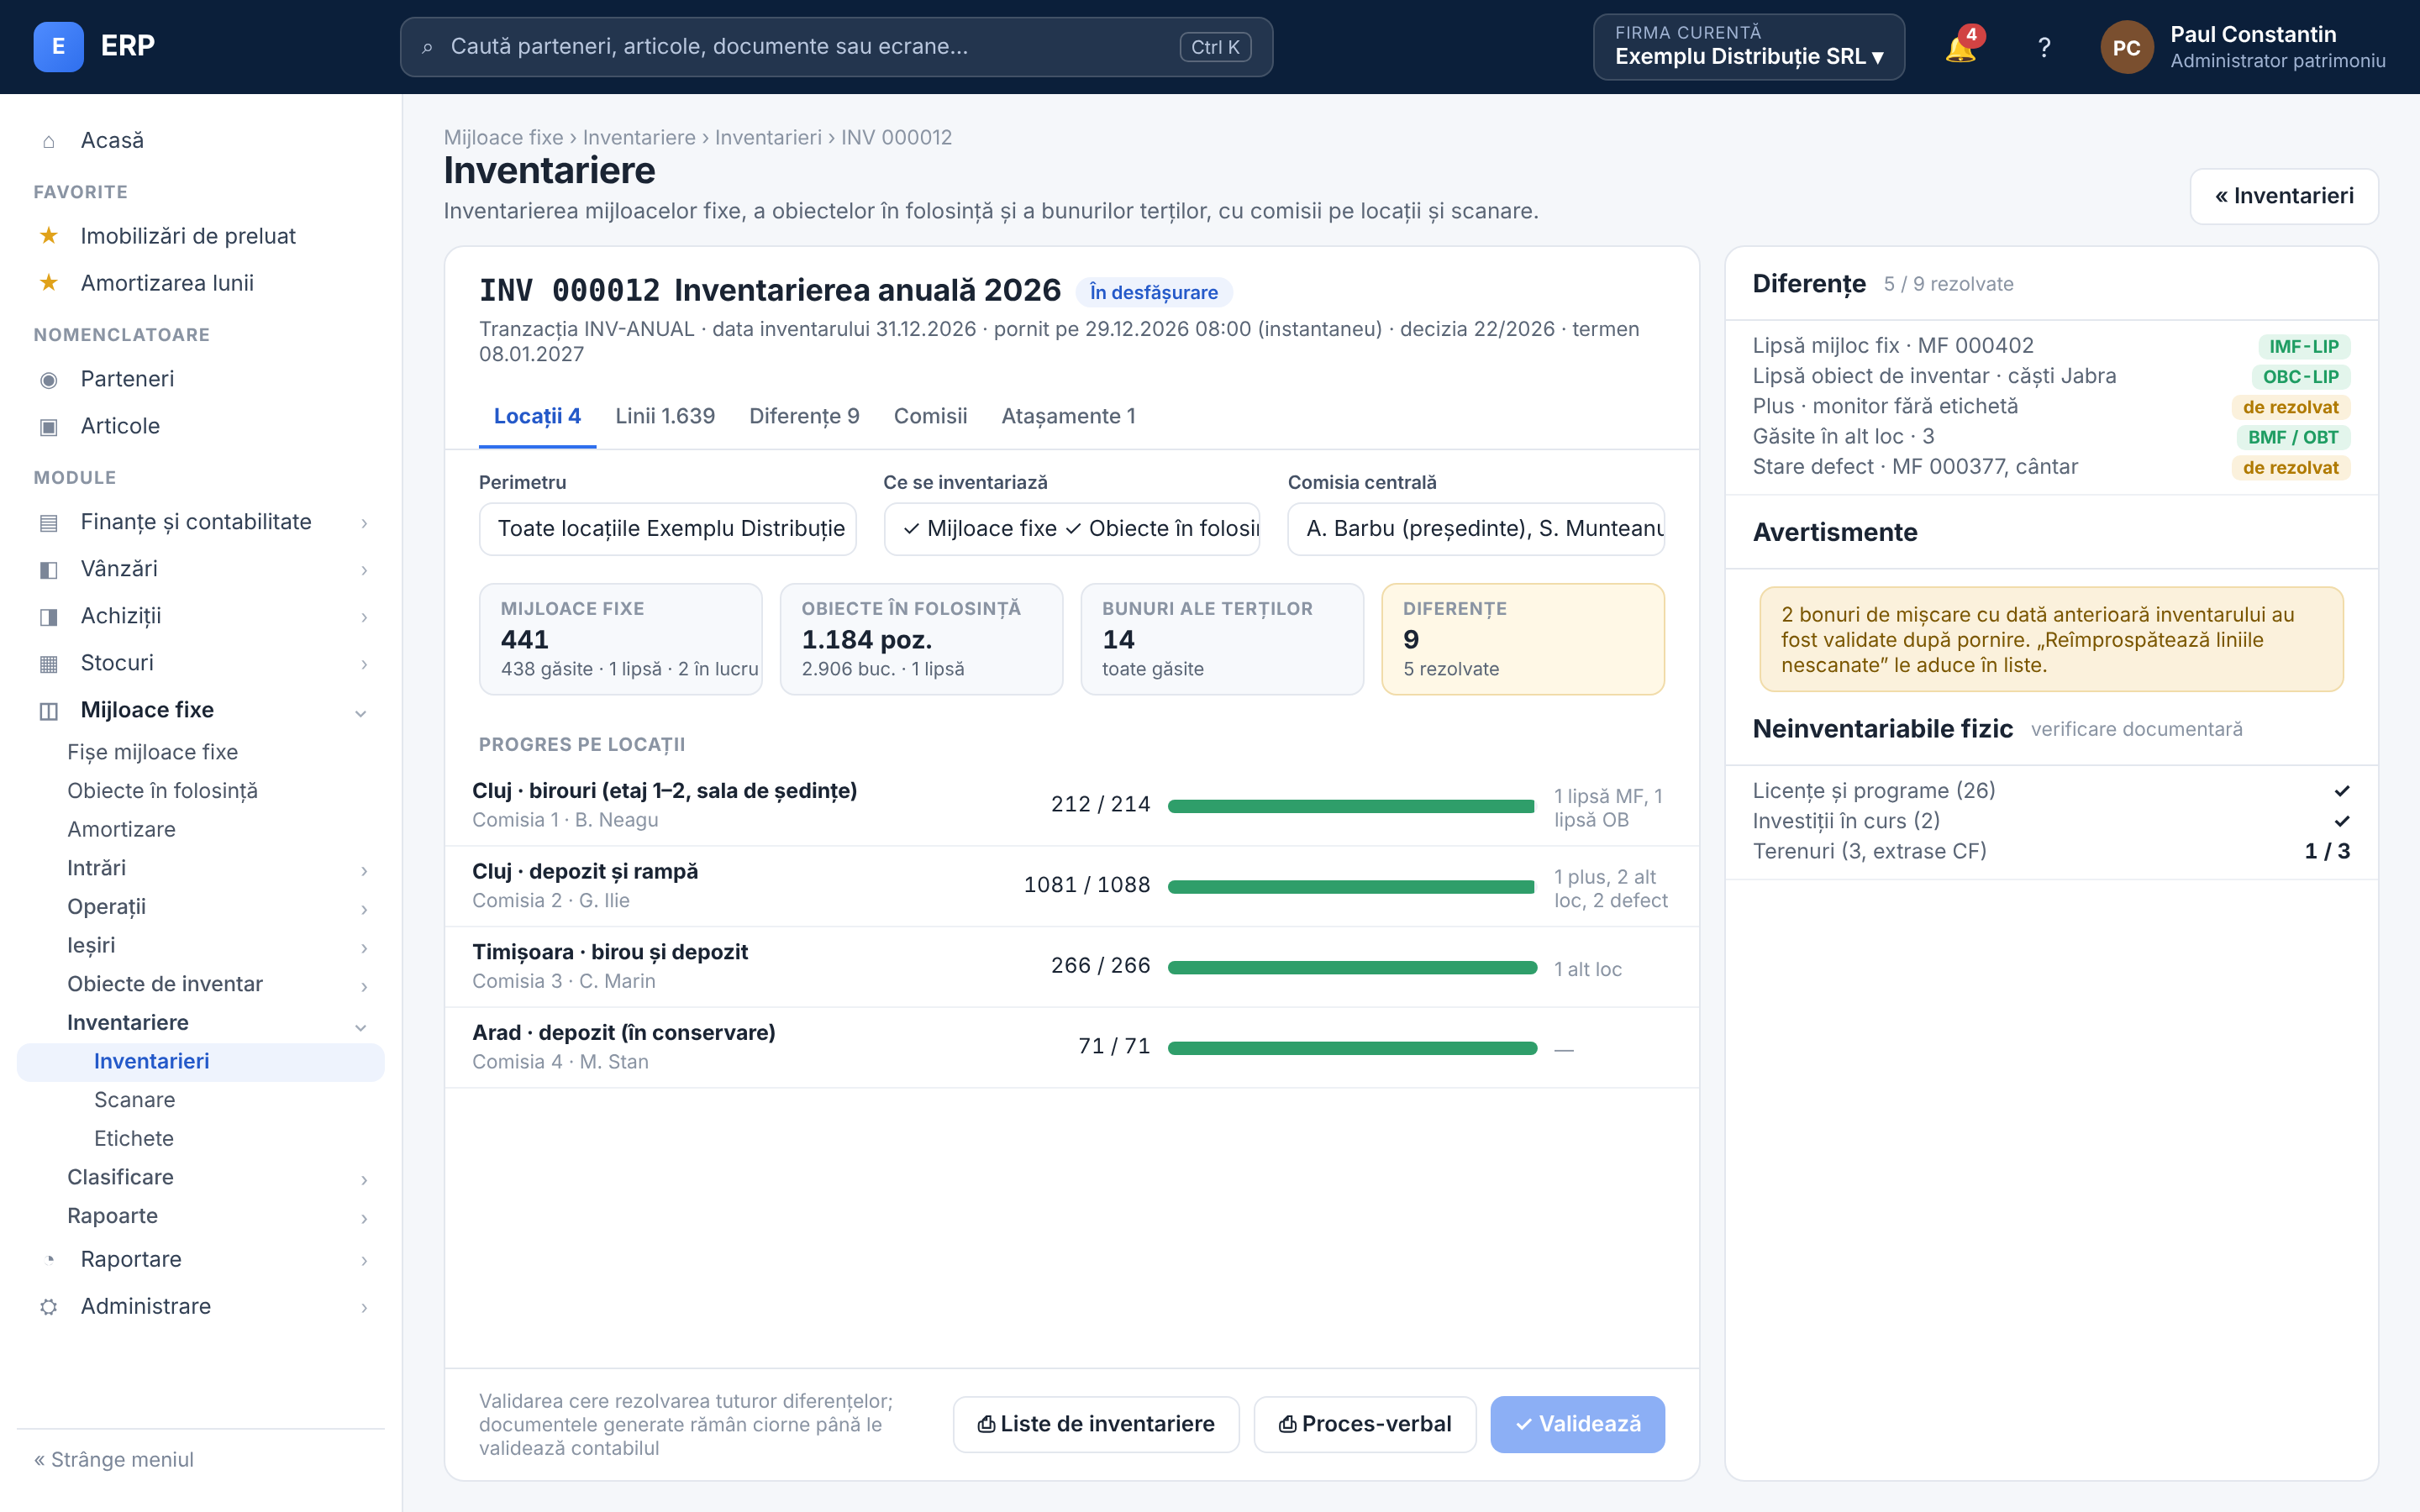 E ERP
Caută parteneri, articole, documente sau ecrane... Ctrl K
FIRMA CURENTĂ
Exemplu Distribuție SRL ▾
4
?
PC
Paul Constantin
Administrator patrimoniu
Acasă
FAVORITE
★ Imobilizări de preluat
★ Amortizarea lunii
NOMENCLATOARE
Parteneri
Articole
MODULE
Finanțe și contabilitate ›
Vânzări ›
Achiziții ›
Stocuri ›
Mijloace fixe
Fișe mijloace fixe
Obiecte în folosință
Amortizare
Intrări ›
Operații ›
Ieșiri ›
Obiecte de inventar ›
Inventariere
Inventarieri
Scanare
Etichete
Clasificare ›
Rapoarte ›
Raportare ›
Administrare ›
« Strânge meniul
Mijloace fixe › Inventariere › Inventarieri › INV 000012
Inventariere
Inventarierea mijloacelor fixe, a obiectelor în folosință și a bunurilor terților, cu comisii pe locații și scanare.
« Inventarieri
INV 000012 Inventarierea anuală 2026 În desfășurare
Tranzacția INV-ANUAL · data inventarului 31.12.2026 · pornit pe 29.12.2026 08:00 (instantaneu) · decizia 22/2026 · termen
08.01.2027
Locații 4 Linii 1.639 Diferențe 9 Comisii Atașamente 1
Perimetru
Toate locațiile Exemplu Distribuție
Ce se inventariază
✓ Mijloace fixe ✓ Obiecte în folosin
Comisia centrală
A. Barbu (președinte), S. Munteanu
MIJLOACE FIXE
441
438 găsite · 1 lipsă · 2 în lucru
OBIECTE ÎN FOLOSINȚĂ
1.184 poz.
2.906 buc. · 1 lipsă
BUNURI ALE TERȚILOR
14
toate găsite
DIFERENȚE
9
5 rezolvate
PROGRES PE LOCAȚII
Cluj · birouri (etaj 1–2, sala de ședințe)
Comisia 1 · B. Neagu
212 / 214
1 lipsă MF, 1
lipsă OB
Cluj · depozit și rampă
Comisia 2 · G. Ilie
1081 / 1088
1 plus, 2 alt
loc, 2 defect
Timișoara · birou și depozit
Comisia 3 · C. Marin
266 / 266
1 alt loc
Arad · depozit (în conservare)
Comisia 4 · M. Stan
71 / 71
—
Validarea cere rezolvarea tuturor diferențelor;
documentele generate rămân ciorne până le
validează contabilul
⎙ Liste de inventariere
⎙ Proces-verbal
✓ Validează
Diferențe 5 / 9 rezolvate
Lipsă mijloc fix · MF 000402 IMF-LIP
Lipsă obiect de inventar · căști Jabra OBC-LIP
Plus · monitor fără etichetă de rezolvat
Găsite în alt loc · 3 BMF / OBT
Stare defect · MF 000377, cântar de rezolvat
Avertismente
2 bonuri de mișcare cu dată anterioară inventarului au
fost validate după pornire. „Reîmprospătează liniile
nescanate” le aduce în liste.
Neinventariabile fizic verificare documentară
Licențe și programe (26) ✓
Investiții în curs (2) ✓
Terenuri (3, extrase CF) 1 / 3